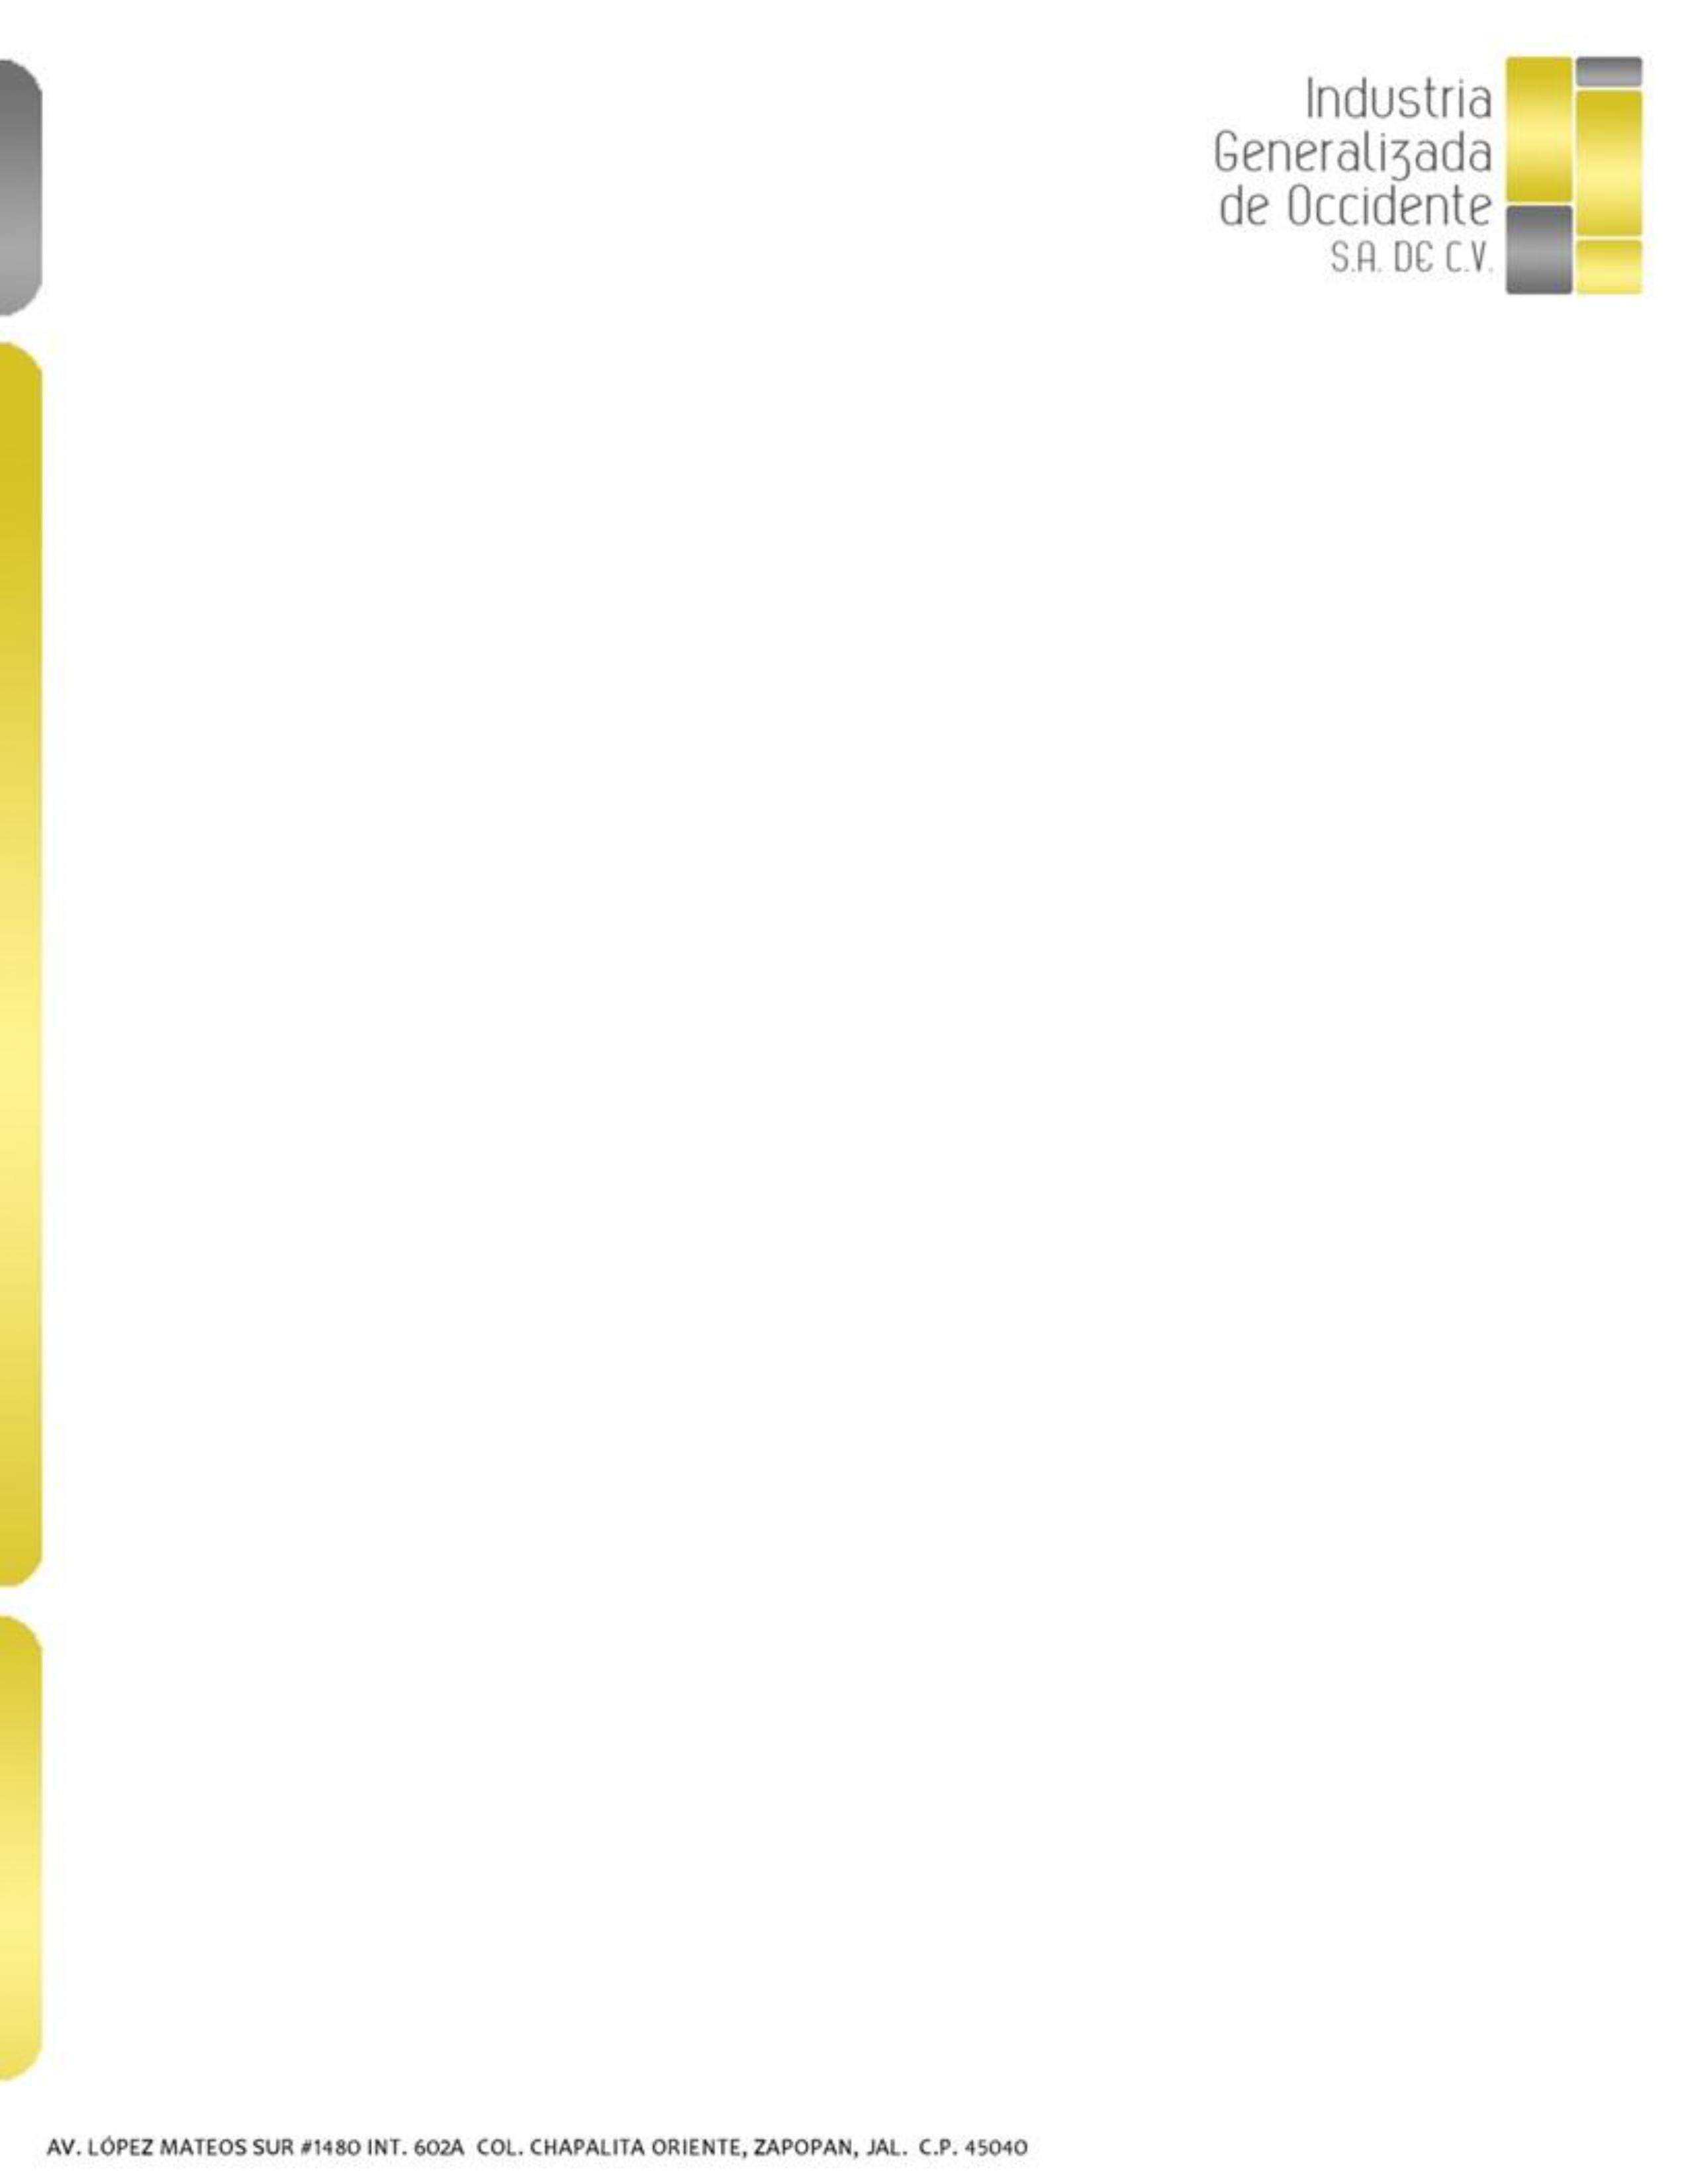 Industria
Generalizada
de Occidente
S.A. DE C.V.
AV. LÓPEZ MATEOS SUR #1480 INT. 602A  COL. CHAPALITA ORIENTE, ZAPOPAN, JAL.  C.P. 45040